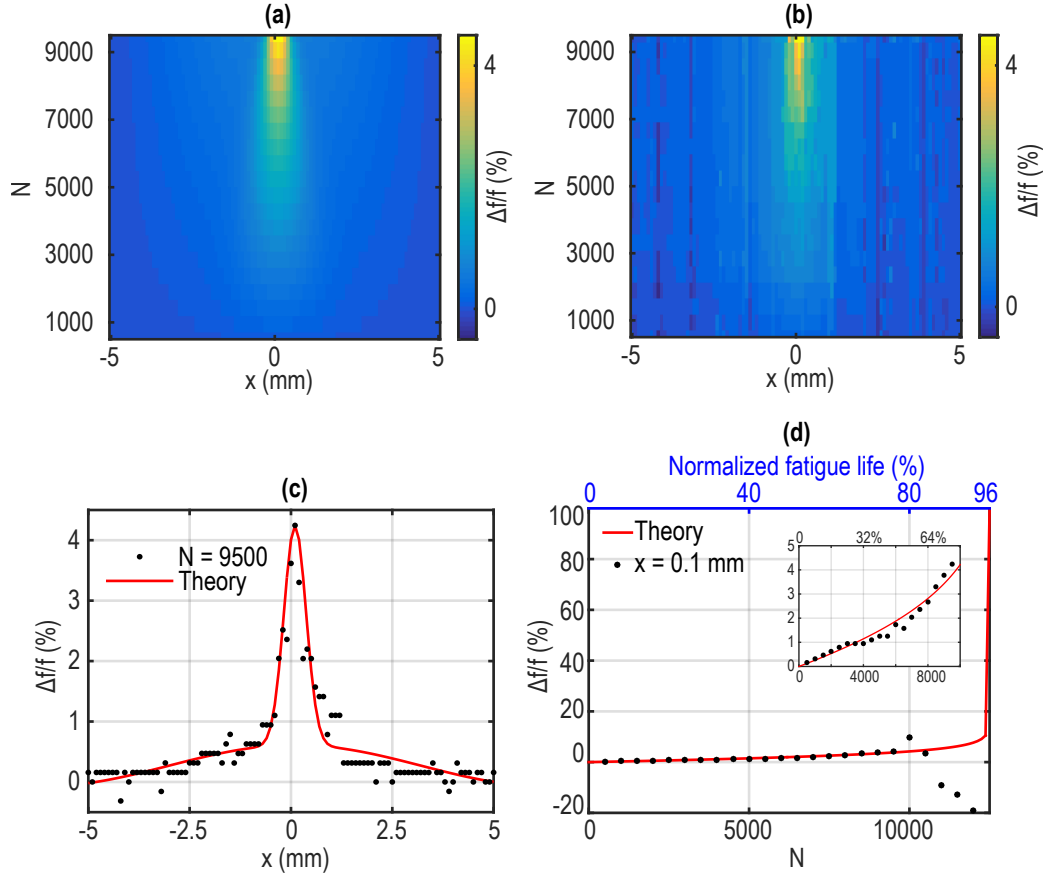 (a)
9000
7000
5000
3000
1000
N
-5
0
5
x (mm)
4
0
Δf/f (%)
(b)
9000
7000
5000
3000
1000
N
-5
0
5
x (mm)
4
0
Δf/f (%)
(c)
4
3
2
1
0
Δf/f (%)
N = 9500
Theory
-5
-2.5
0
2.5
5
x (mm)
(d)
Normalized fatigue life (%)
0
40
80
96
100
80
60
40
20
0
-20
Δf/f (%)
Theory
x = 0.1 mm
0
32%
64%
5
4
3
2
1
0
0
4000
8000
0
5000
10000
N